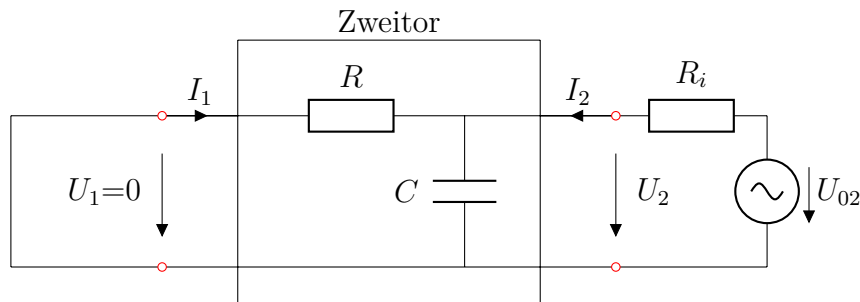 Zweitor
I₁
R
I₂
Rᵢ
U₁=0
C
U₂
U₀₂